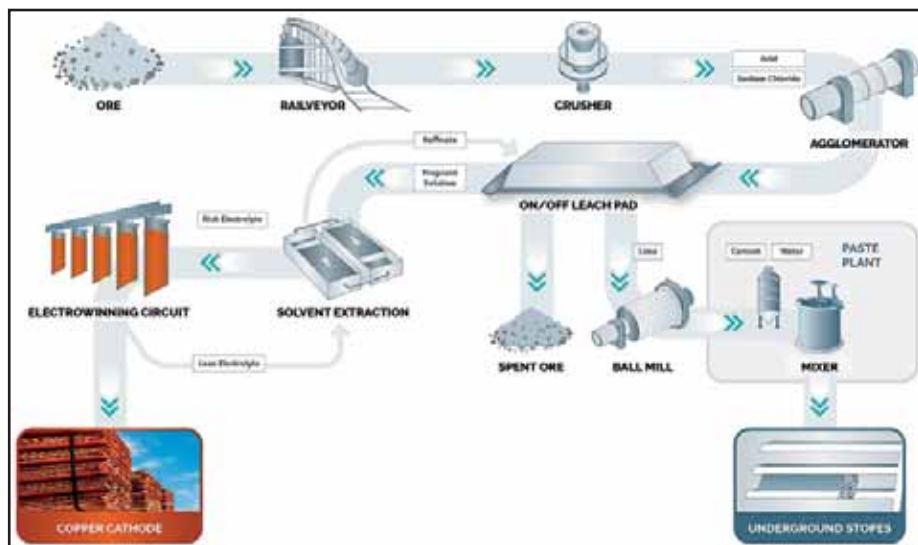 ORE
RAILVEYOR
CRUSHER
Acid
Sodium Chloride
AGGLOMERATOR
Raffinate
Pregnant
Solution
ON/OFF LEACH PAD
Rich Electrolyte
ELECTROWINNING CIRCUIT
SOLVENT EXTRACTION
Lean Electrolyte
Lime
SPENT ORE
BALL MILL
Cement
Water
PASTE
PLANT
MIXER
COPPER CATHODE
UNDERGROUND STOPES